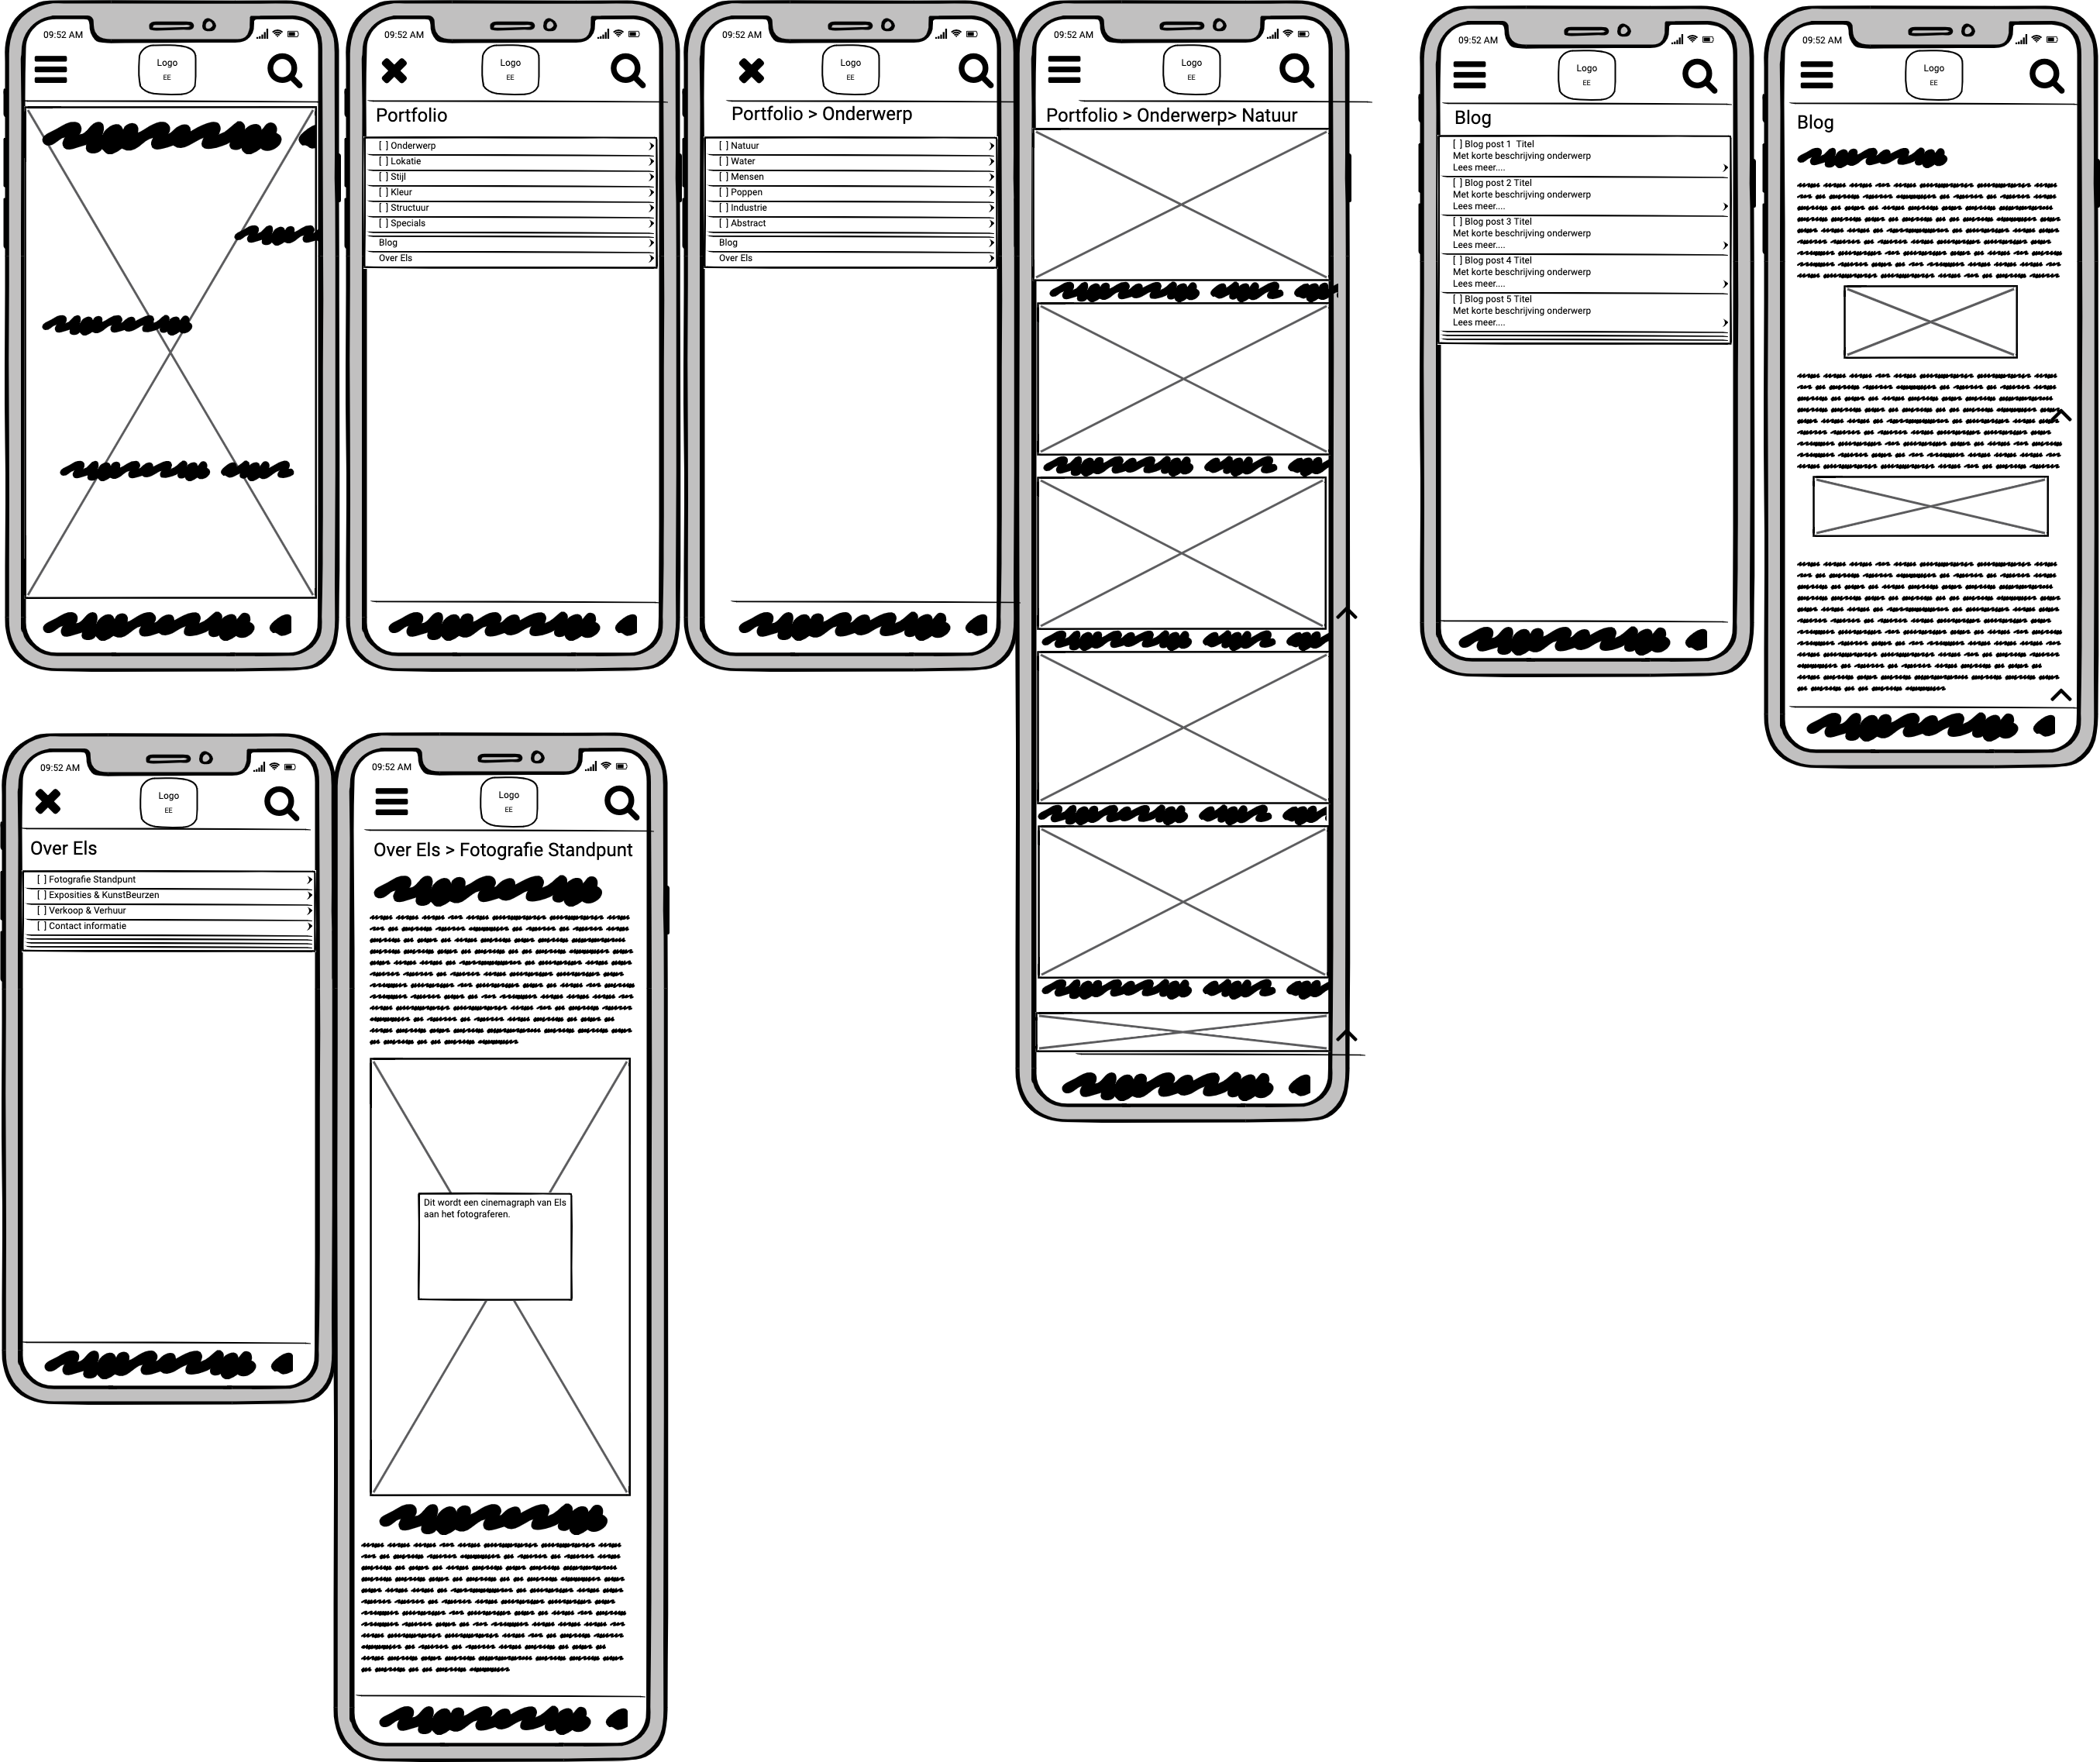 09:52 AM
Logo
EE
09:52 AM
Logo
EE
Portfolio
[ ] Onderwerp
[ ] Lokatie
[ ] Stijl
[ ] Kleur
[ ] Structuur
[ ] Specials
Blog
Over Els
09:52 AM
Logo
EE
Portfolio > Onderwerp
[ ] Natuur
[ ] Water
[ ] Mensen
[ ] Poppen
[ ] Industrie
[ ] Abstract
Blog
Over Els
09:52 AM
Logo
EE
Portfolio > Onderwerp> Natuur
09:52 AM
Logo
EE
Blog
[ ] Blog post 1 Titel
Met korte beschrijving onderwerp
Lees meer....
[ ] Blog post 2 Titel
Met korte beschrijving onderwerp
Lees meer....
[ ] Blog post 3 Titel
Met korte beschrijving onderwerp
Lees meer....
[ ] Blog post 4 Titel
Met korte beschrijving onderwerp
Lees meer....
[ ] Blog post 5 Titel
Met korte beschrijving onderwerp
Lees meer....
09:52 AM
Logo
EE
Blog
09:52 AM
Logo
EE
Over Els
[ ] Fotografie Standpunt
[ ] Exposities & KunstBeurzen
[ ] Verkoop & Verhuur
[ ] Contact informatie
09:52 AM
Logo
EE
Over Els > Fotografie Standpunt
Dit wordt een cinemagraph van Els
aan het fotograferen.